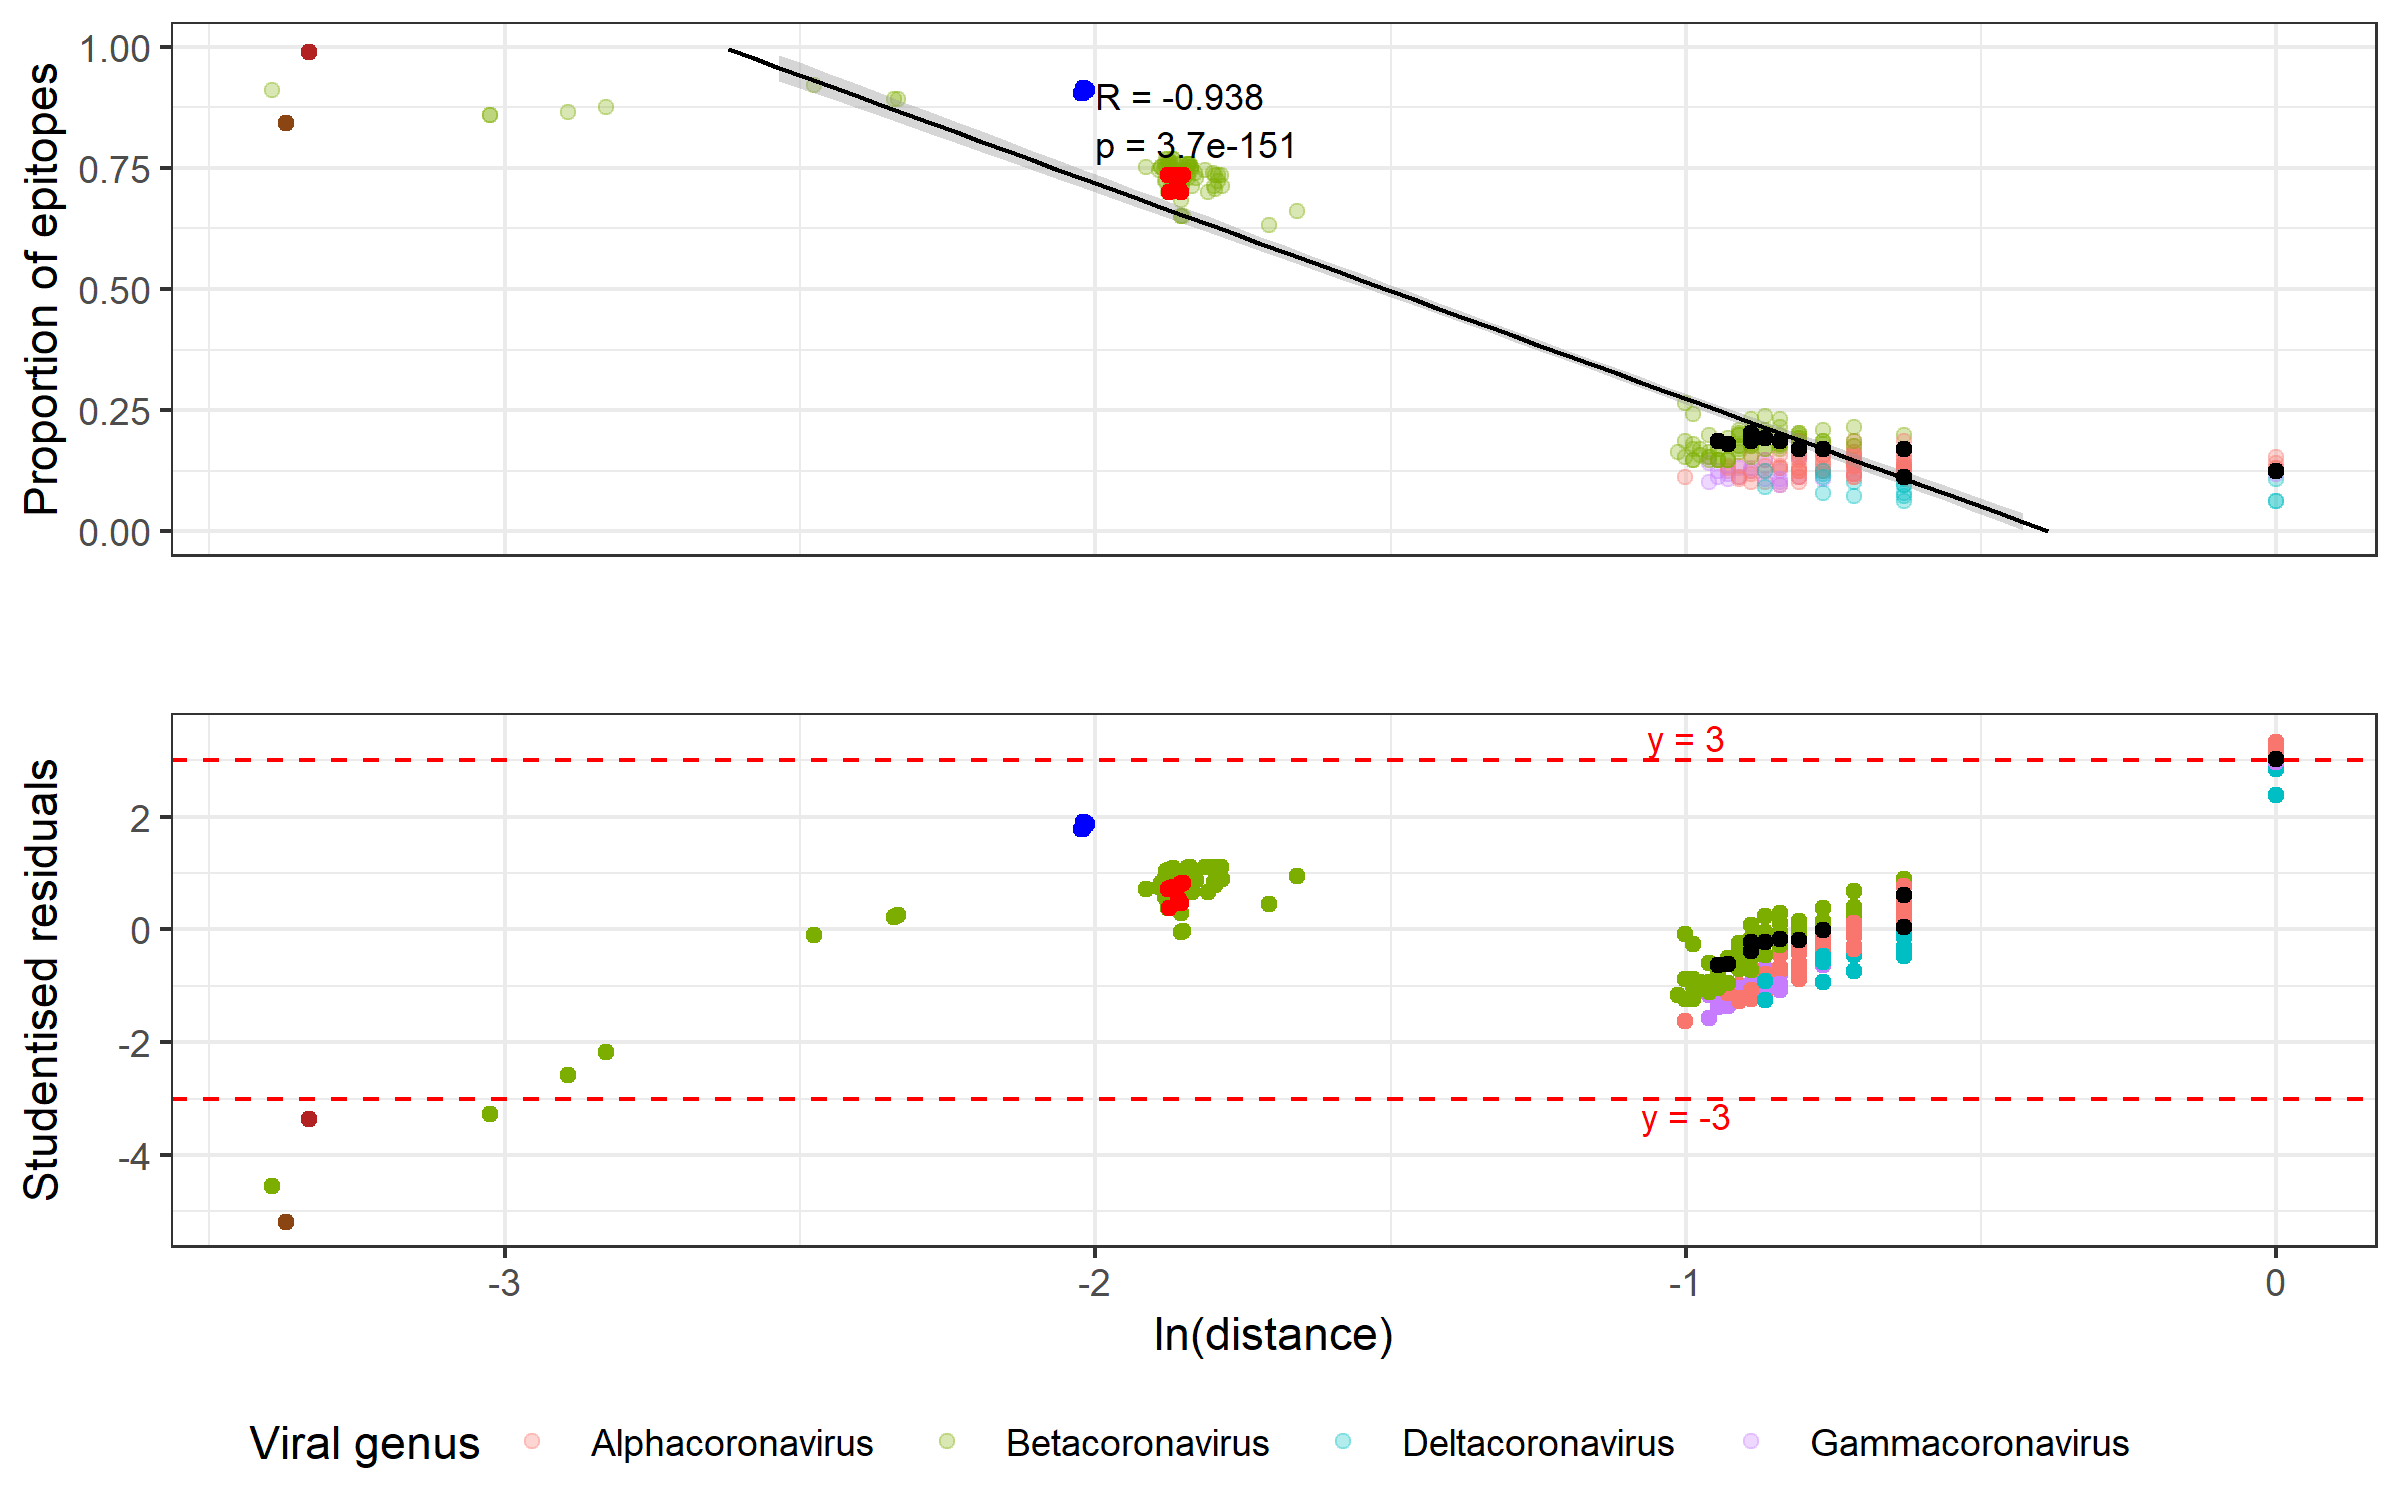 Proportion of epitopes
1.00
0.75
0.50
0.25
0.00
R = -0.938
p = 3.7e-151
Studentised residuals
2
0
-2
-4
y = 3
y = -3
-3
-2
-1
0
ln(distance)
Viral genus
Alphacoronavirus
Betacoronavirus
Deltacoronavirus
Gammacoronavirus